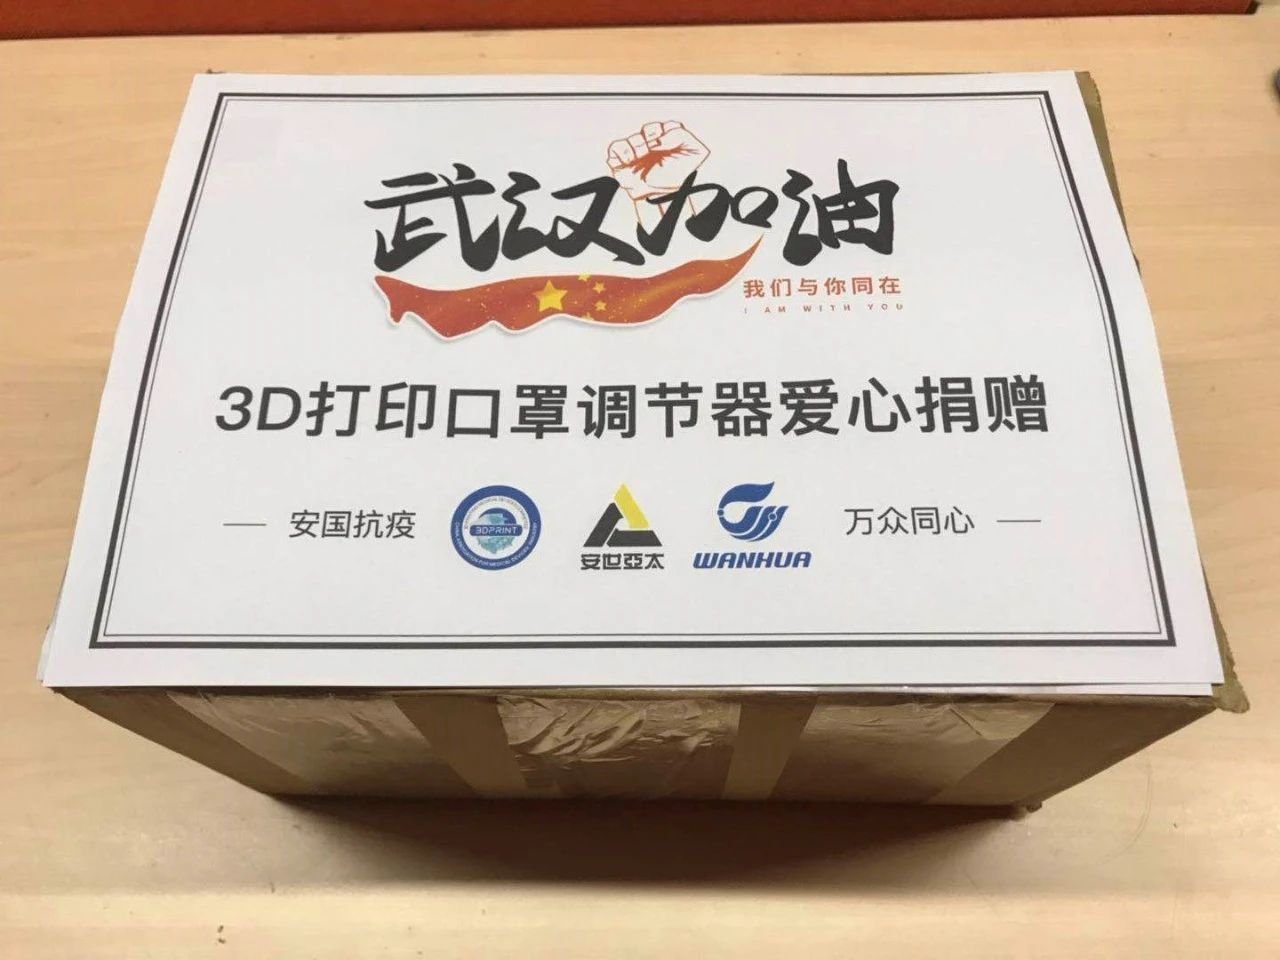 武汉加油
我们与你同在
I AM WITH YOU
3D打印口罩调节器爱心捐赠
安国抗疫
3DPRINT
安世亞太
WANHUA
万众同心